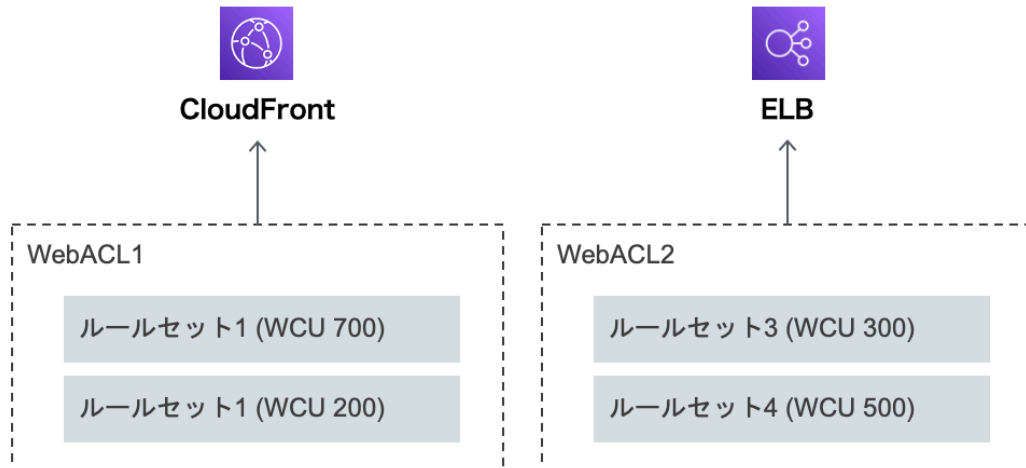 CloudFront
ELB
WebACL1
ルールセット1 (WCU 700)
ルールセット1 (WCU 200)
WebACL2
ルールセット3 (WCU 300)
ルールセット4 (WCU 500)